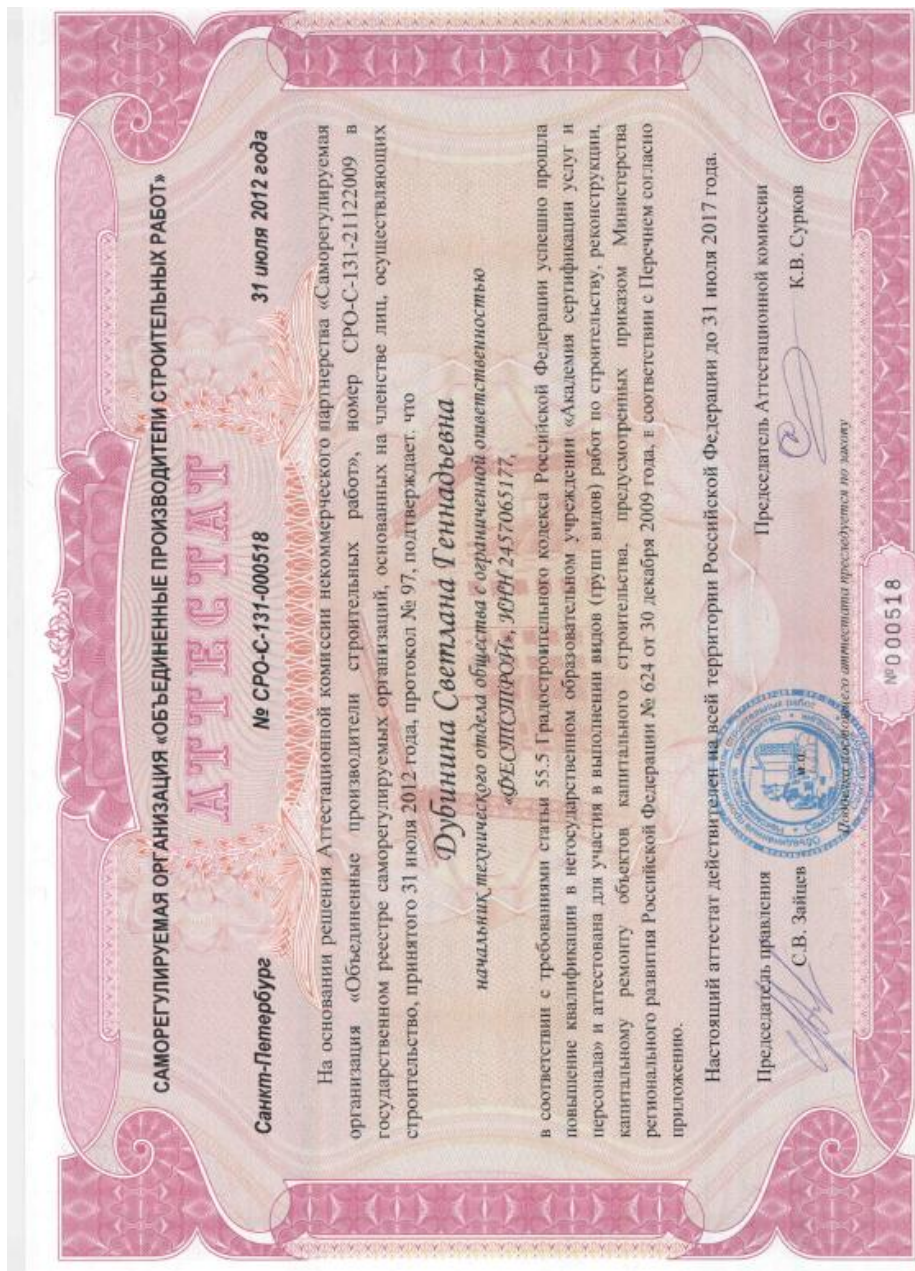 САМОРЕГУЛИРУЕМАЯ ОРГАНИЗАЦИЯ «ОБЪЕДИНЕННЫЕ ПРОИЗВОДИТЕЛИ СТРОИТЕЛЬНЫХ РАБОТ»
АТТЕСТАТ
Санкт-Петербург № СРО-С-131-000518 31 июля 2012 года
На основании решения Аттестационной комиссии некоммерческого партнерства «Саморегулируемая
организация «Объединенные производители строительных работ», номер СРО-С-131-21122009 в
государственном реестре саморегулируемых организаций, основанных на членстве лиц, осуществляющих
строительство, принятого 31 июля 2012 года, протокол № 97, подтверждает, что
Дубинина Светлана Геннадьевна
начальник технического отдела общества с ограниченной ответственностью
«ФЕСТСТРОЙ», ИНН 2457065177,
в соответствии с требованиями статьи 55.5 Градостроительного кодекса Российской Федерации успешно прошла
повышение квалификации в негосударственном образовательном учреждении «Академия сертификации услуг и
персонала» и аттестована для участия в выполнении видов (групп видов) работ по строительству, реконструкции,
капитальному ремонту объектов капитального строительства, предусмотренных приказом Министерства
регионального развития Российской Федерации № 624 от 30 декабря 2009 года, в соответствии с Перечнем согласно
приложению.
Настоящий аттестат действителен на всей территории Российской Федерации до 31 июля 2017 года.
Председатель правления Председатель Аттестационной комиссии
С.В. Зайцев К.В. Сурков
М.П.
Подделка настоящего аттестата преследуется по закону
№000518